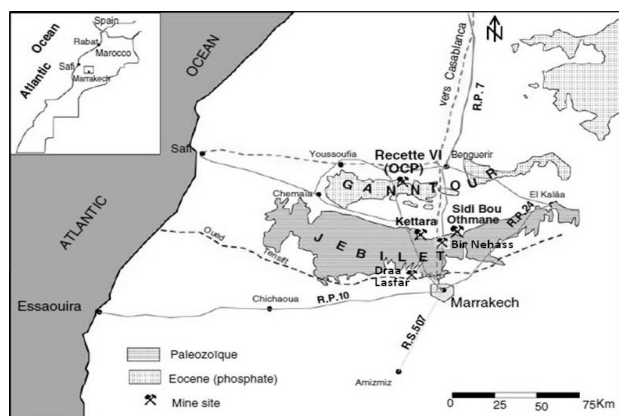 Spain
Rabat
Marocco
Safi
Marrakech
Atlantic Ocean
ATLANTIC OCEAN
N
vers Casablanca
R.P. 7
Safi
Youssoufia
Recette VI
(OCP)
Benguerir
GANNTOUR
Chemaïa
El Kalâa
Kettara
Sidi Bou
Othmane
R.P.24
Bir Nehass
JEBILET
Oued Tensift
Draa
Lasfar
Marrakech
Essaouira
Chichaoua
R.P.10
R.S.507
Amizmiz
Paleozoïque
Eocene (phosphate)
Mine site
0 25 50 75Km